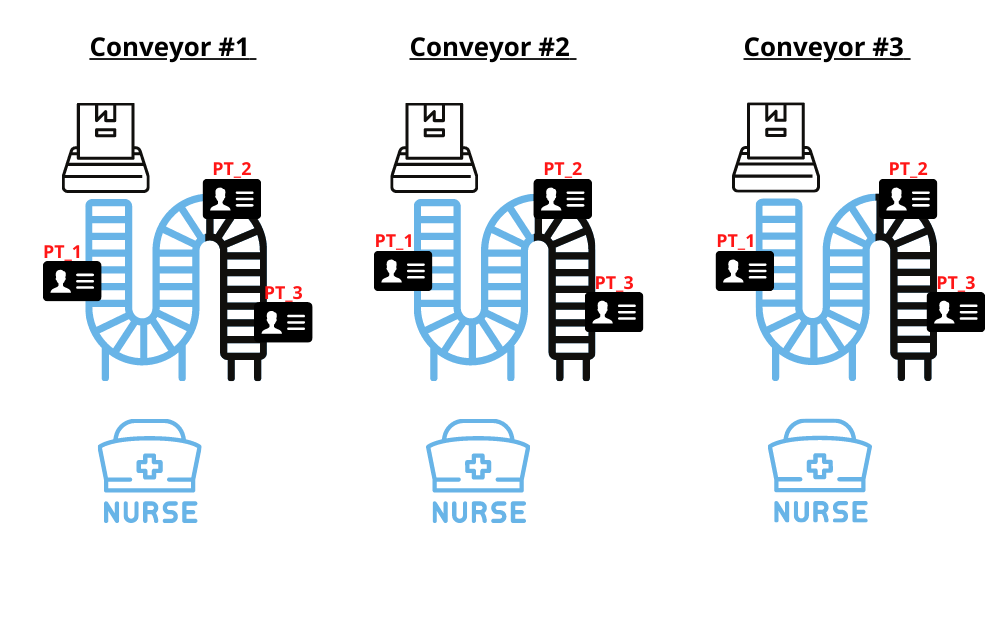 Conveyor #1
Conveyor #2
Conveyor #3
PT_2
PT_2
PT_2
PT_1
PT_1
PT_1
PT_3
PT_3
PT_3
NURSE
NURSE
NURSE